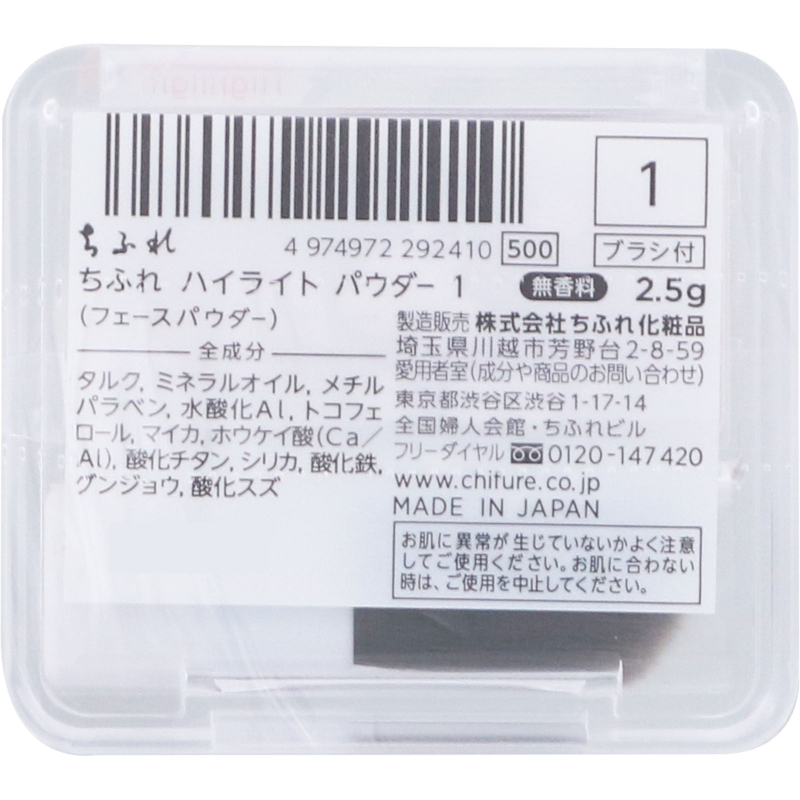 Highlight
1
ちふれ
4 974972 292410
500
ブラシ付
ちふれ ハイライト パウダー 1
無香料
2.5g
(フェースパウダー)
全成分
タルク, ミネラルオイル, メチル
パラベン, 水酸化Al, トコフェ
ロール, マイカ, ホウケイ酸(Ca/
Al), 酸化チタン, シリカ, 酸化鉄,
グンジョウ, 酸化スズ
製造販売 株式会社ちふれ化粧品
埼玉県川越市芳野台2-8-59
愛用者室(成分や商品のお問い合わせ)
東京都渋谷区渋谷1-17-14
全国婦人会館・ちふれビル
フリーダイヤル 0120-147420
www.chifure.co.jp
MADE IN JAPAN
お肌に異常が生じていないかよく注意
してご使用ください。お肌に合わない
時は、ご使用を中止してください。